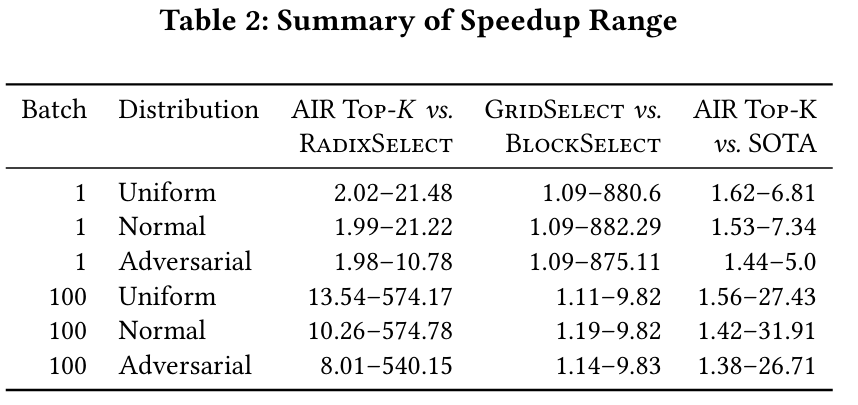 Table 2: Summary of Speedup Range
Batch Distribution AIR Top-K vs. GridSelect vs. AIR Top-K
RadixSelect BlockSelect vs. SOTA
1 Uniform 2.02–21.48 1.09–880.6 1.62–6.81
1 Normal 1.99–21.22 1.09–882.29 1.53–7.34
1 Adversarial 1.98–10.78 1.09–875.11 1.44–5.0
100 Uniform 13.54–574.17 1.11–9.82 1.56–27.43
100 Normal 10.26–574.78 1.19–9.82 1.42–31.91
100 Adversarial 8.01–540.15 1.14–9.83 1.38–26.71